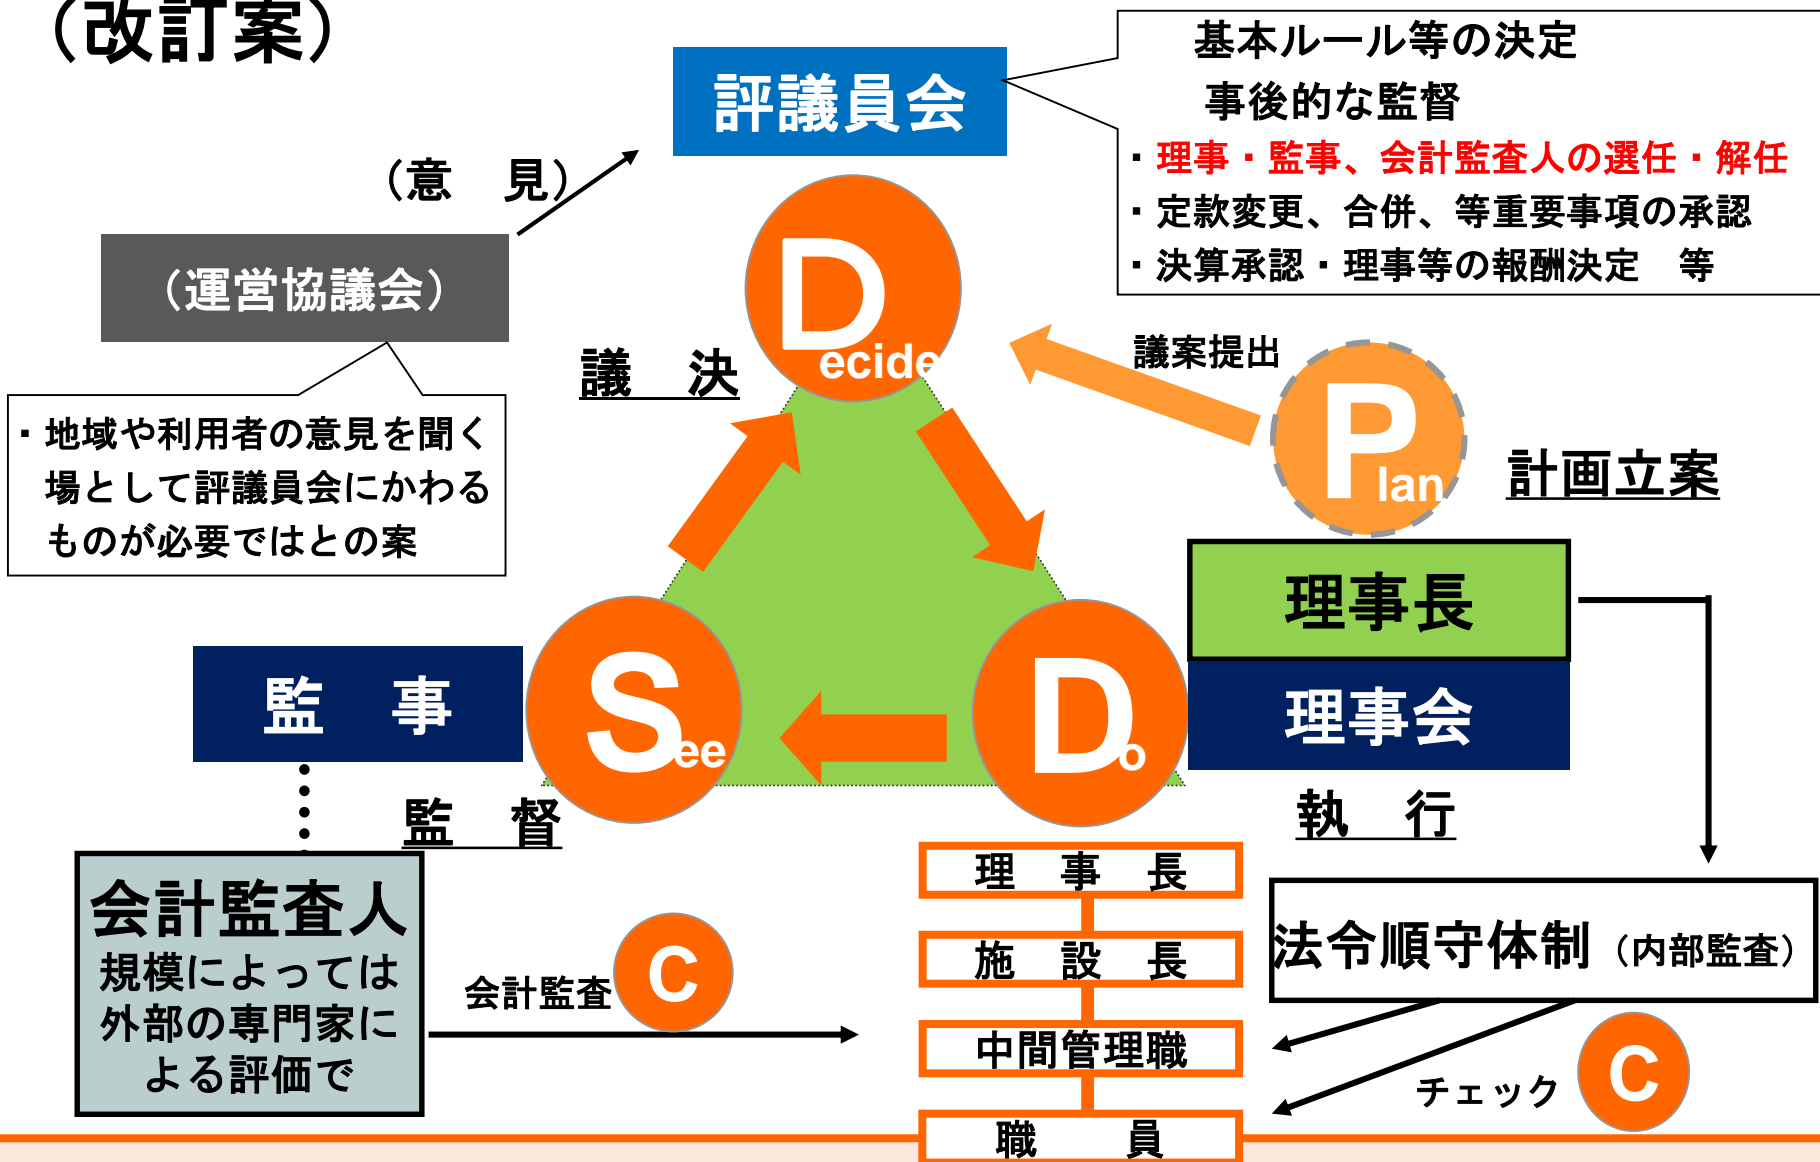 （改訂案）
評議員会
基本ルール等の決定
事後的な監督
・理事・監事、会計監査人の選任・解任
・定款変更、合併、等重要事項の承認
・決算承認・理事等の報酬決定　等
（意　見）
（運営協議会）
・地域や利用者の意見を聞く
場として評議員会にかわる
ものが必要ではとの案
Decide
議　決
議案提出
Plan
計画立案
理事長
理事会
執　行
監　事
See
Do
監　督
会計監査人
規模によっては
外部の専門家に
よる評価で
会計監査
C
理　事　長
施　設　長
中間管理職
職　　員
法令順守体制（内部監査）
チェック
C